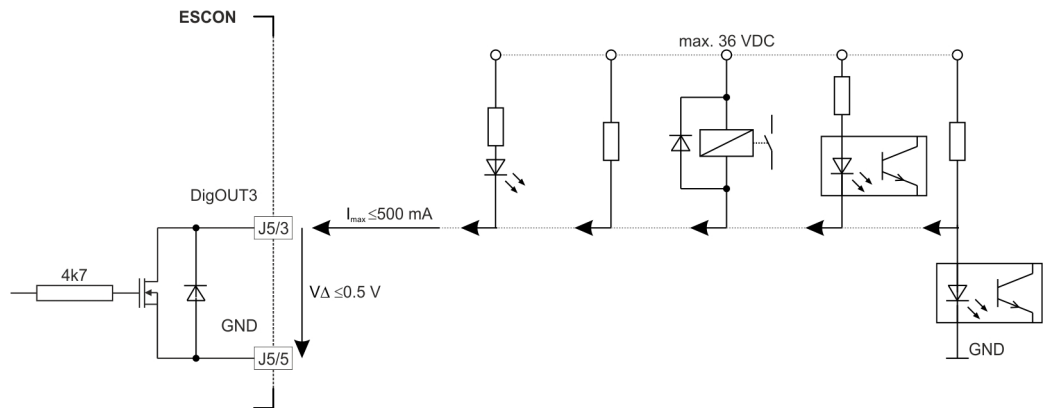 ESCON
max. 36 VDC
DigOUT3
J5/3
Imax ≤500 mA
4k7
VΔ ≤0.5 V
GND
J5/5
GND